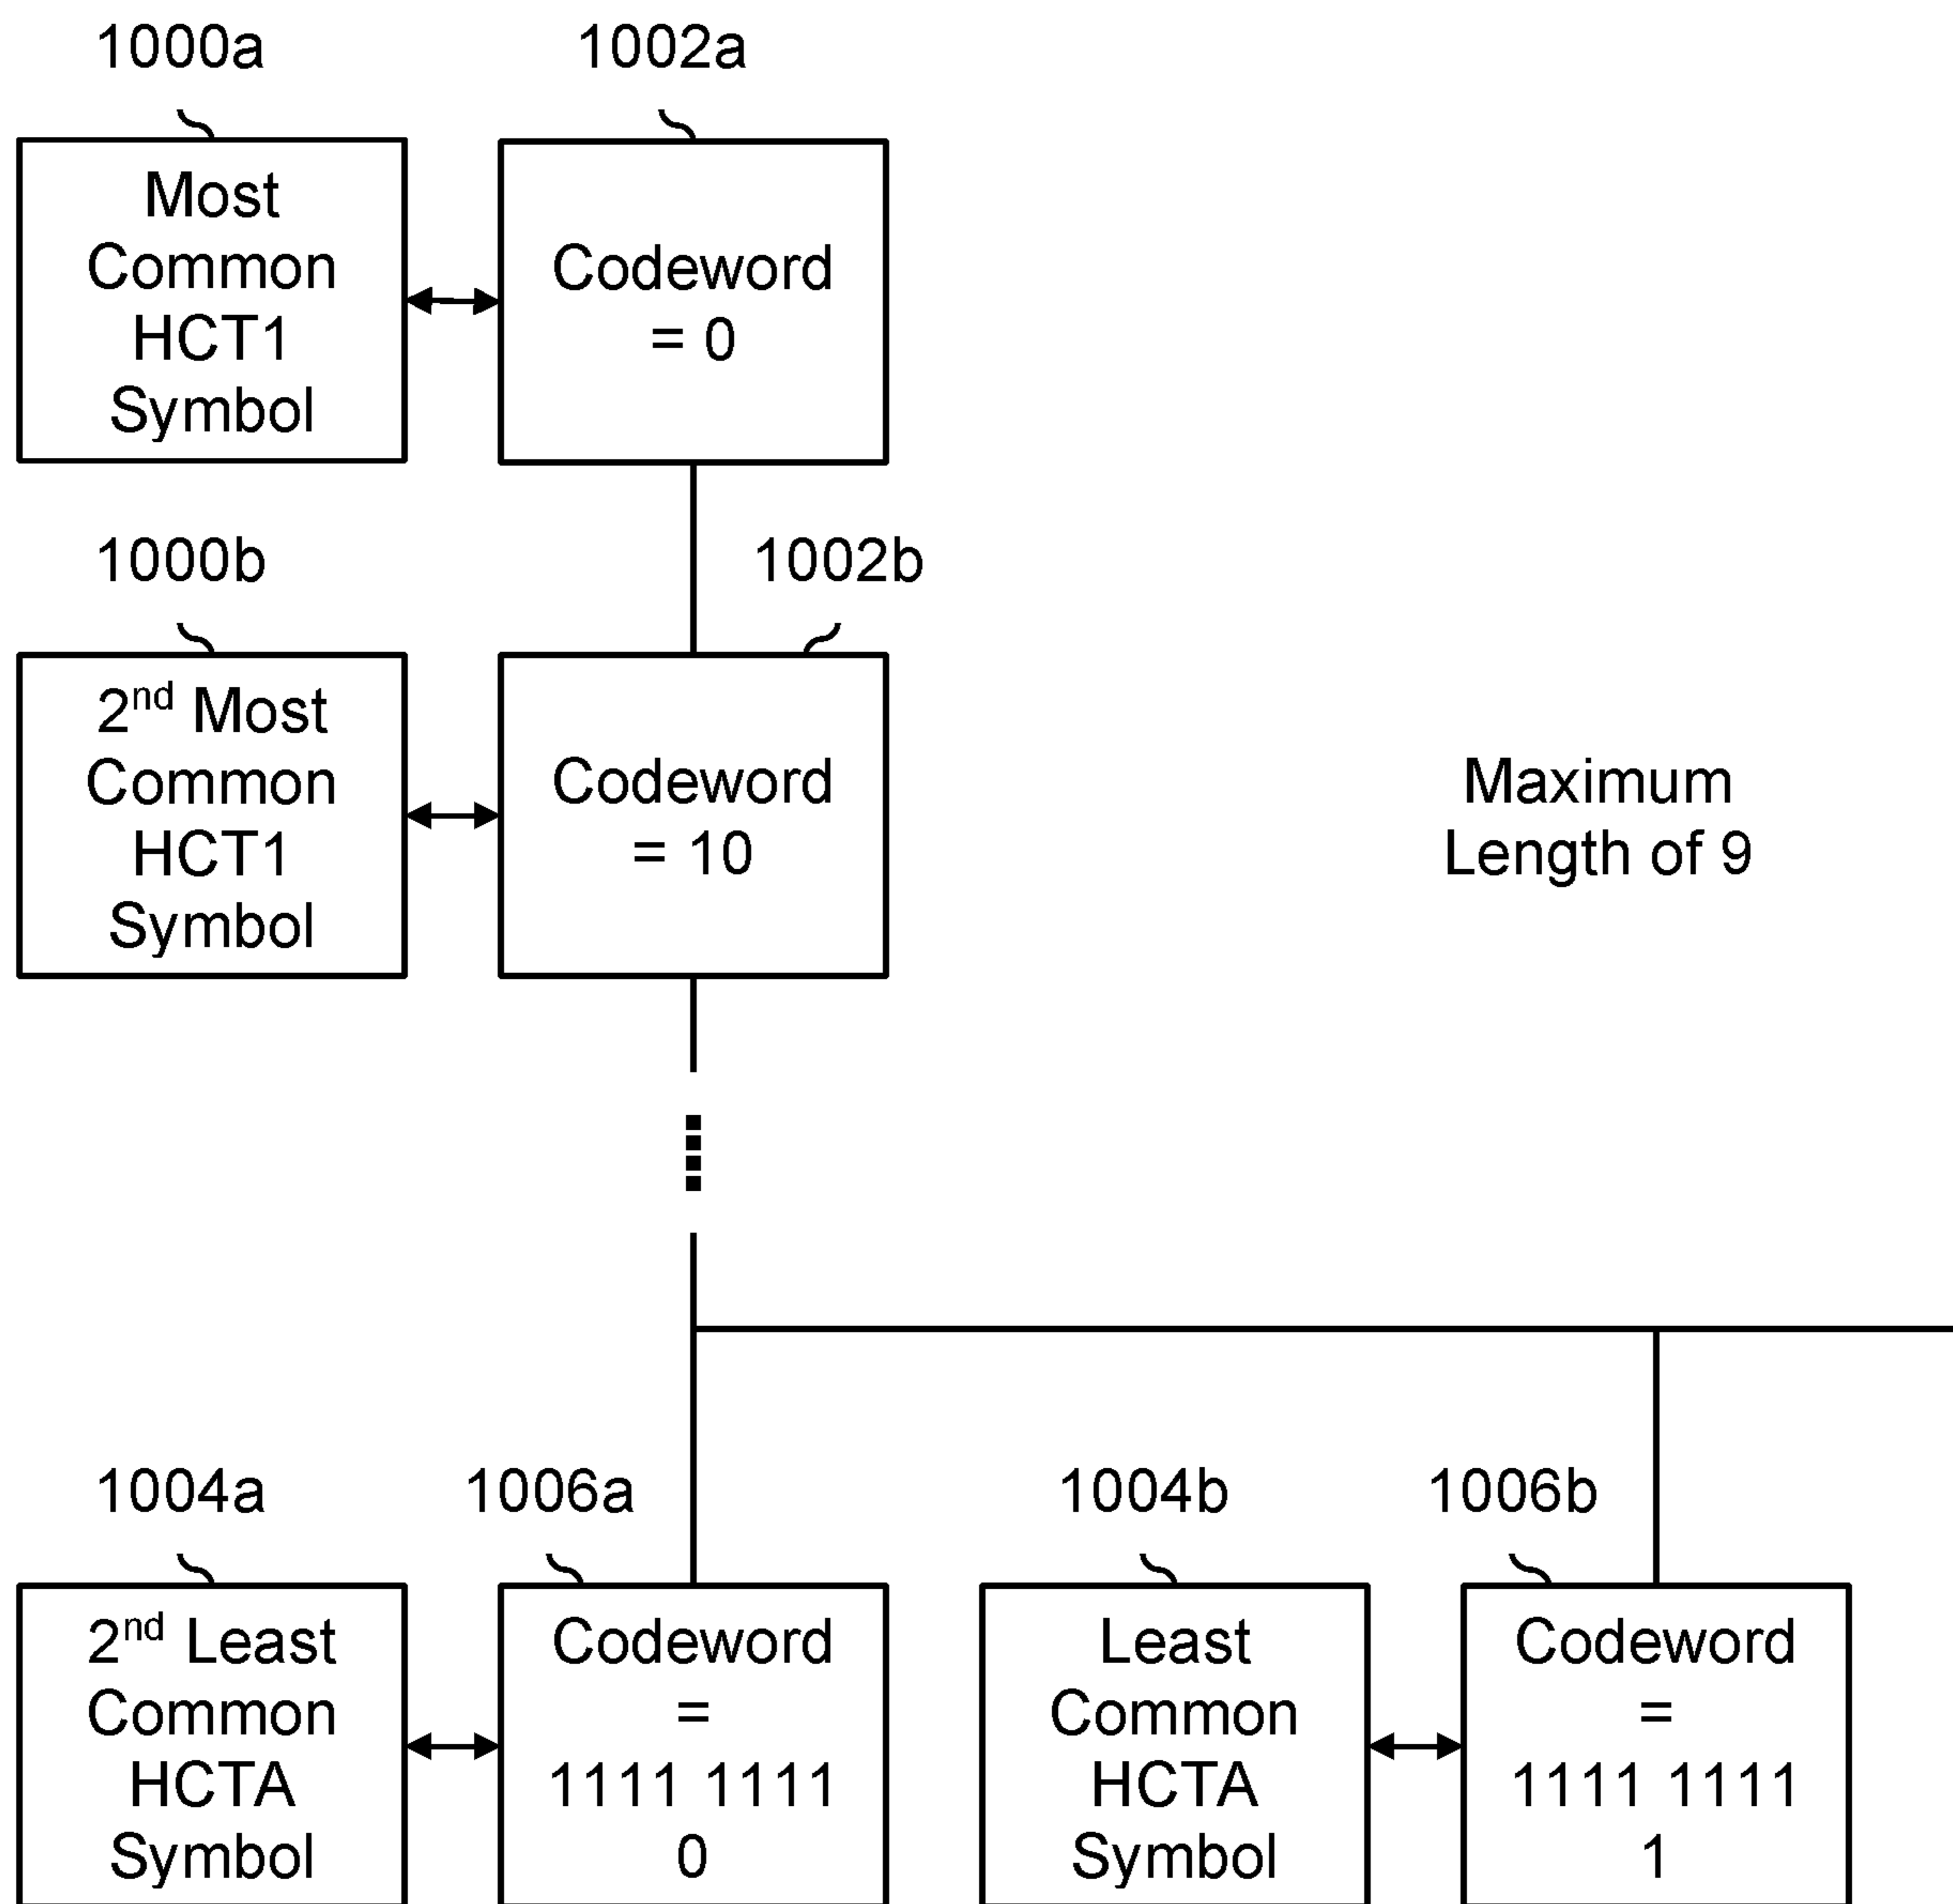 1000a
1002a
Most
Common
HCT1
Symbol
Codeword
= 0
1000b
1002b
2nd Most
Common
HCT1
Symbol
Codeword
= 10
Maximum
Length of 9
1004a
1006a
1004b
1006b
2nd Least
Common
HCTA
Symbol
Codeword
=
1111 1111
0
Least
Common
HCTA
Symbol
Codeword
=
1111 1111
1